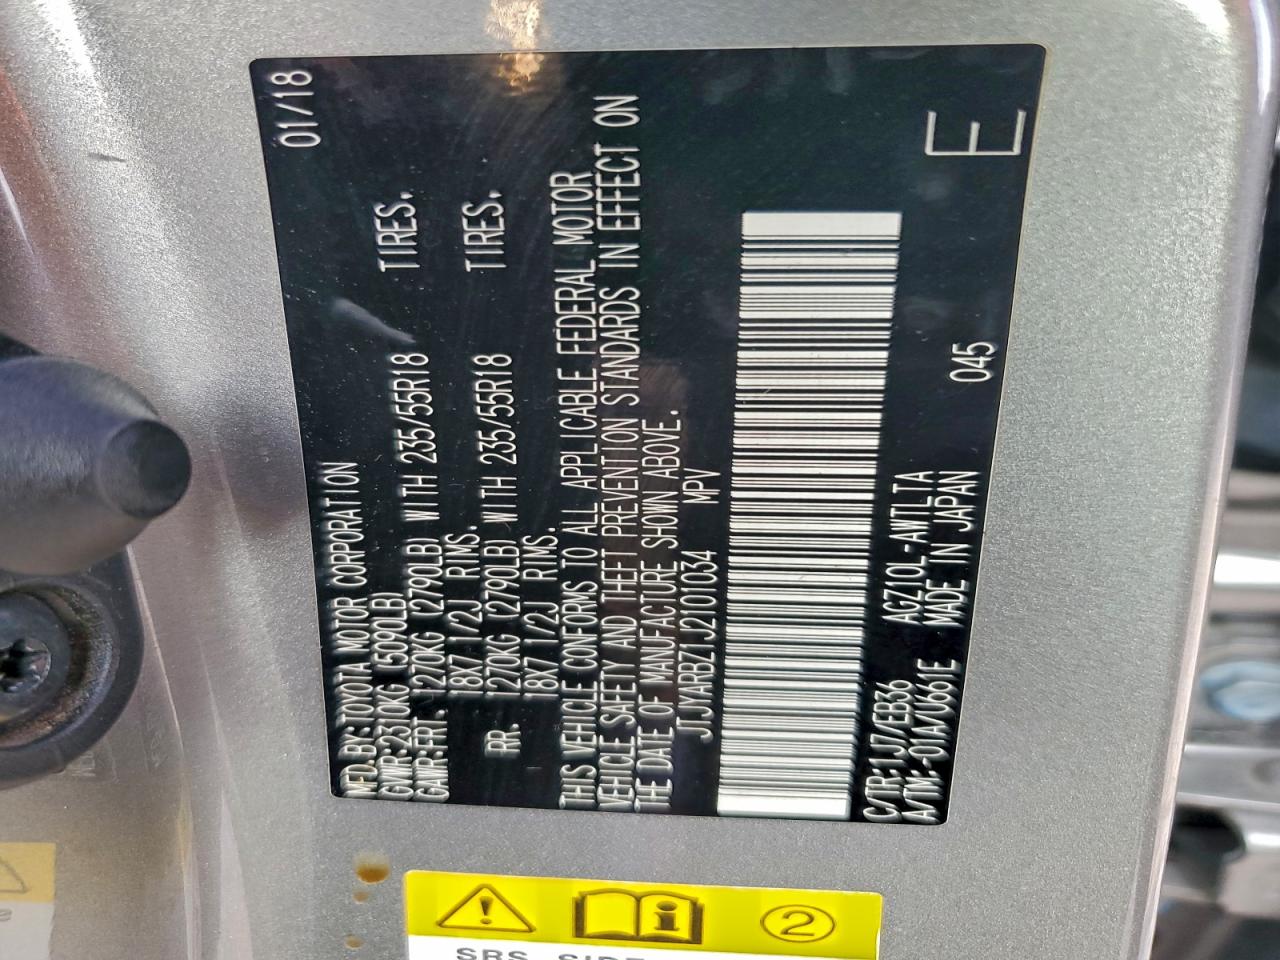 MFD.BY:TOYOTA MOTOR CORPORATION 01/18
GVWR:2310KG (5090LB)
GAWR:FRT. 1270KG (2790LB) WITH 235/55R18 TIRES,
18X7 1/2J RIMS.
RR. 1270KG (2790LB) WITH 235/55R18 TIRES,
18X7 1/2J RIMS.
THIS VEHICLE CONFORMS TO ALL APPLICABLE FEDERAL MOTOR
VEHICLE SAFETY AND THEFT PREVENTION STANDARDS IN EFFECT ON
THE DATE OF MANUFACTURE SHOWN ABOVE.
JTJYARBZ1J2101034 MPV
C/TR:1J7/EB36 AGZ10L-AWTLTA
A/TM:-01A/U661E MADE IN JAPAN 045
E
2
SRS SIDE